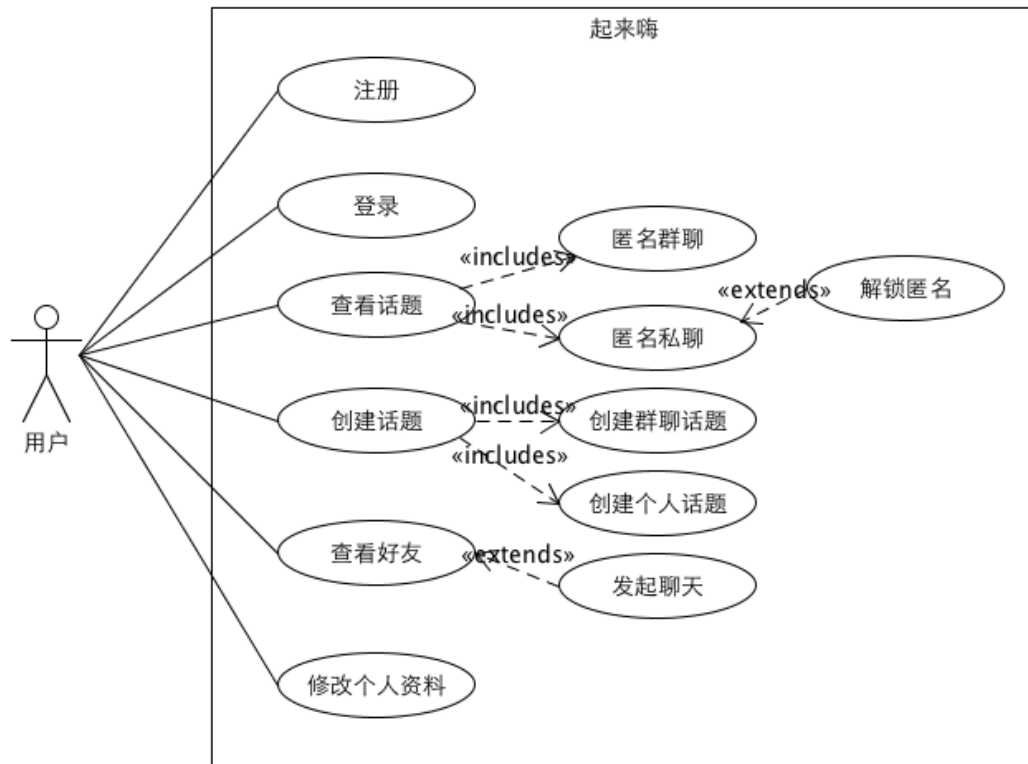 起来嗨
注册
登录
匿名群聊
«includes»
«extends»
解锁匿名
查看话题
«includes»
匿名私聊
«includes»
创建话题
创建群聊话题
用户
«includes»
创建个人话题
查看好友
«extends»
发起聊天
修改个人资料